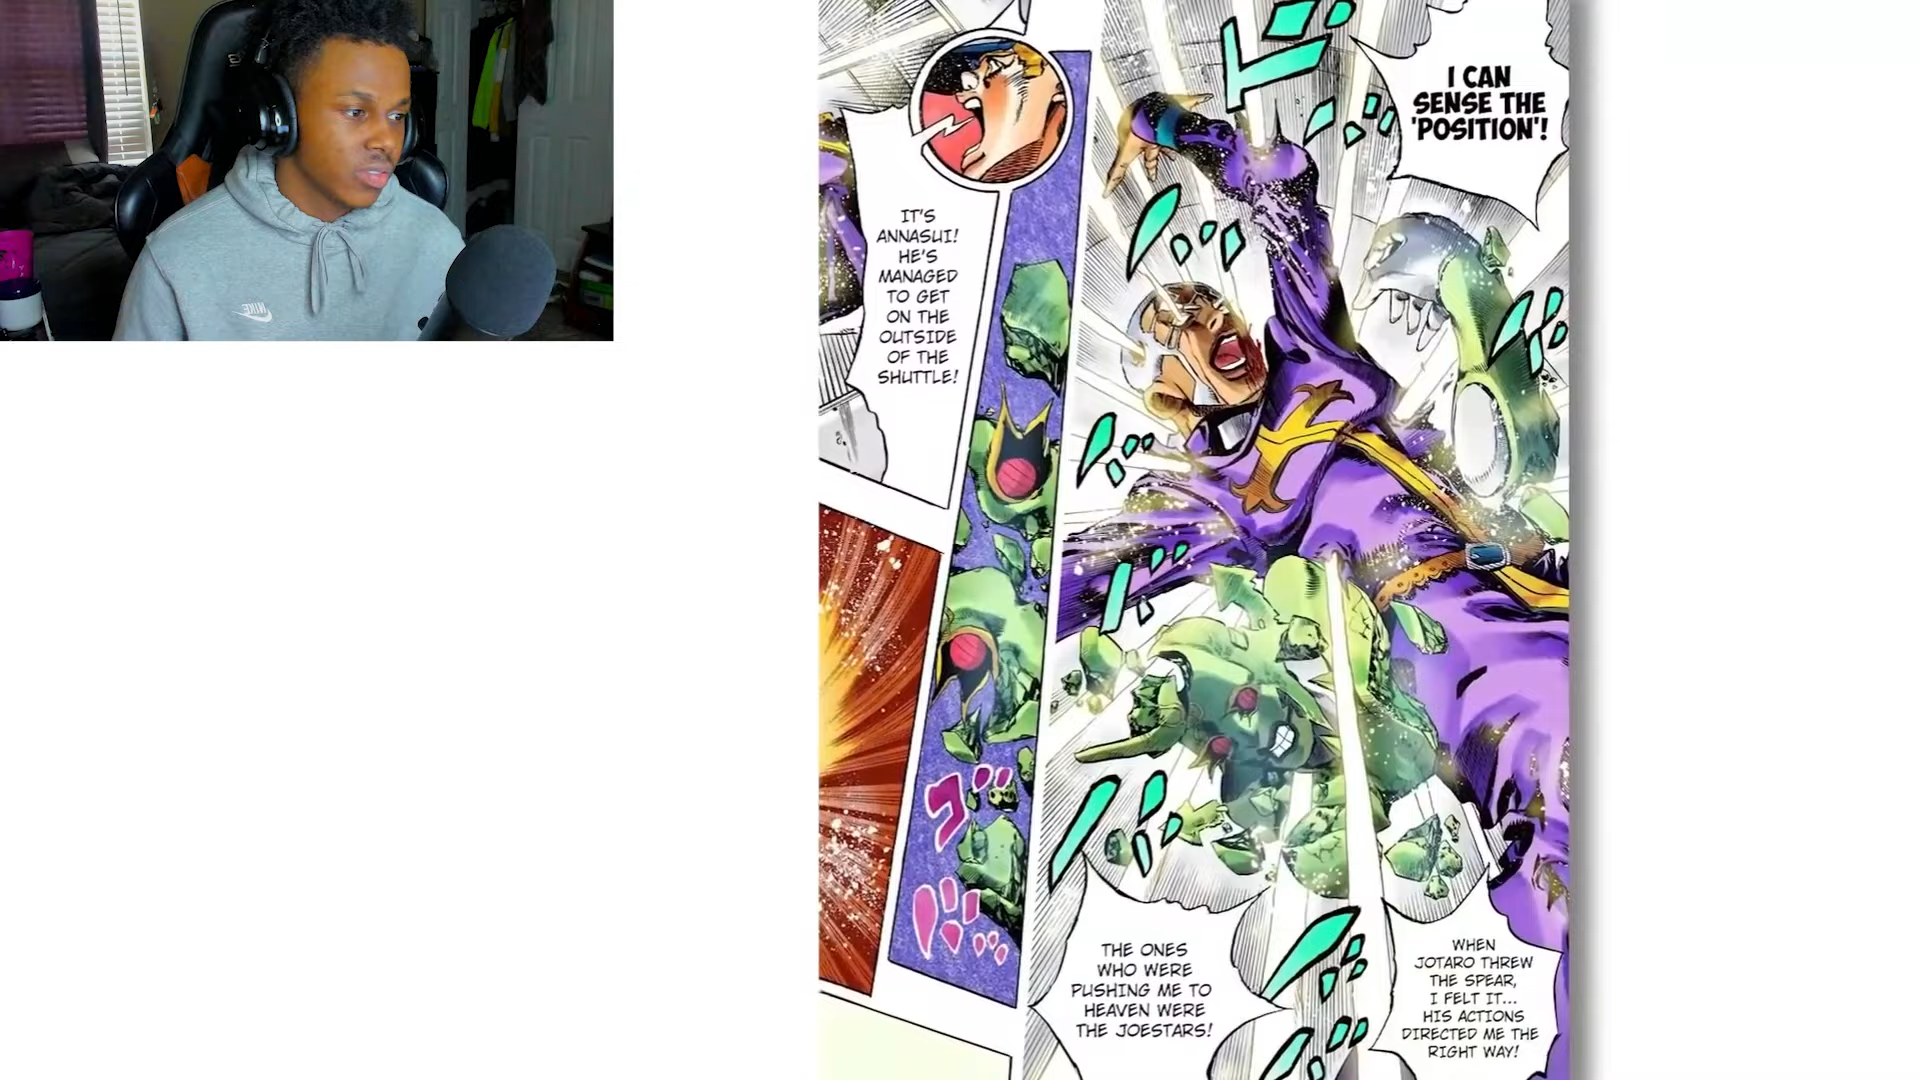 I CAN
SENSE THE
'POSITION'!
IT'S
ANNASUI!
HE'S
MANAGED
TO GET
ON THE
OUTSIDE
OF THE
SHUTTLE!
WHEN
JOTARO THREW
THE SPEAR,
I FELT IT...
HIS ACTIONS
DIRECTED ME THE
RIGHT WAY!
THE ONES
WHO WERE
PUSHING ME TO
HEAVEN WERE
THE JOESTARS!
NIKE